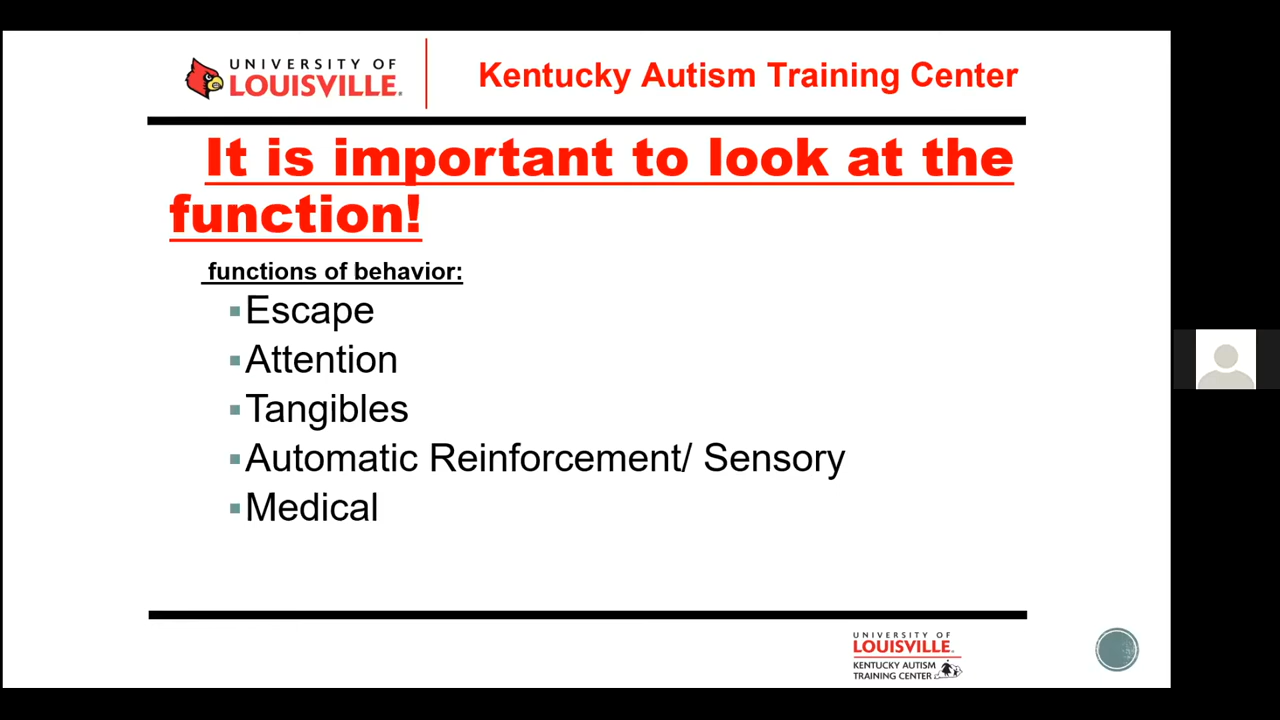 UNIVERSITY OF
LOUISVILLE.
Kentucky Autism Training Center
It is important to look at the
function!
functions of behavior:
Escape
Attention
Tangibles
Automatic Reinforcement/ Sensory
Medical
UNIVERSITY OF
LOUISVILLE.
KENTUCKY AUTISM
TRAINING CENTER